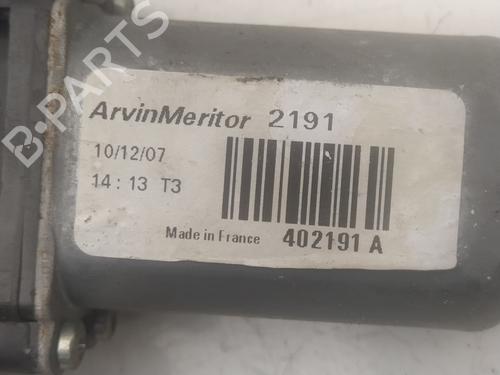 B-PARTS
ArvinMeritor 2191
10/12/07
14:13 T3
Made in France 402191 A